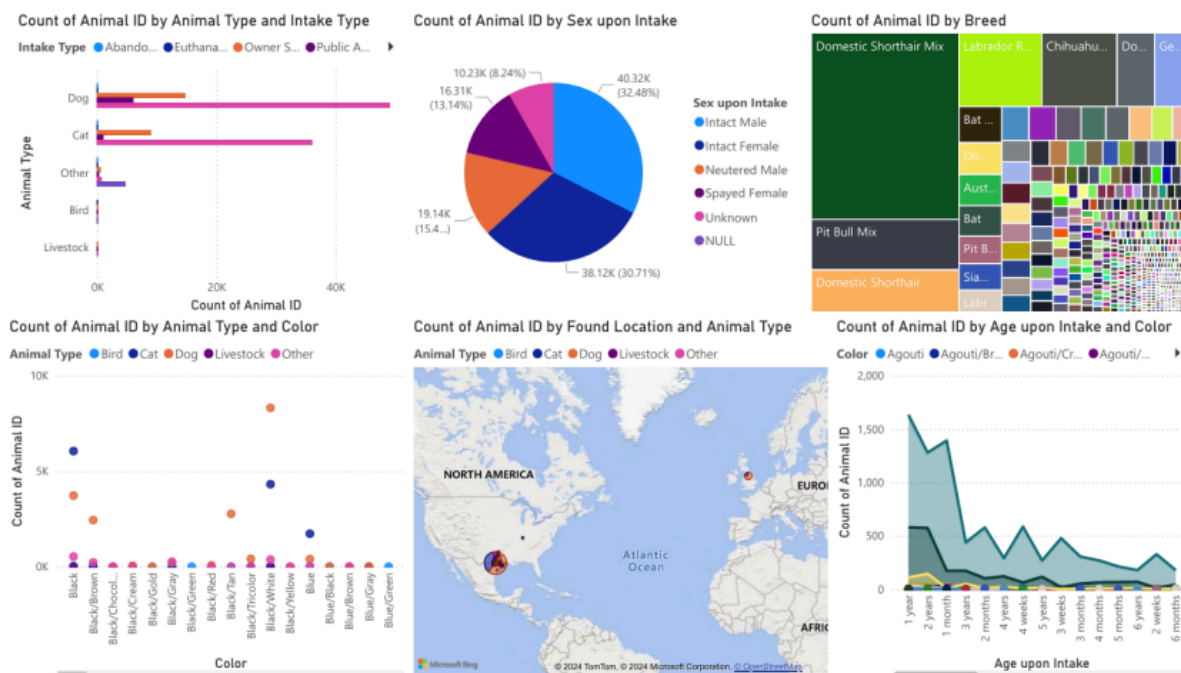 Count of Animal ID by Animal Type and Intake Type
Intake Type Abando... Euthana... Owner S... Public A...
Animal Type
Dog
Cat
Other
Bird
Livestock
0K 20K 40K
Count of Animal ID
Count of Animal ID by Sex upon Intake
10.23K (8.24%)
16.31K
(13.14%)
40.32K
(32.48%)
19.14K
(15.4...)
38.12K (30.71%)
Sex upon Intake
Intact Male
Intact Female
Neutered Male
Spayed Female
Unknown
NULL
Count of Animal ID by Breed
Domestic Shorthair Mix
Labrador R...
Chihuahu...
Do...
Ge...
Bat ...
Do...
Aust...
Bat
Pit Bull Mix
Pit B...
Domestic Shorthair
Sia...
Labr...
Count of Animal ID by Animal Type and Color
Animal Type Bird Cat Dog Livestock Other
Count of Animal ID
10K
5K
0K
Black
Black/Brown
Black/Chocol...
Black/Cream
Black/Gold
Black/Gray
Black/Green
Black/Red
Black/Tan
Black/Tricolor
Black/White
Black/Yellow
Blue
Blue/Black
Blue/Brown
Blue/Gray
Blue/Green
Color
Count of Animal ID by Found Location and Animal Type
Animal Type Bird Cat Dog Livestock Other
NORTH AMERICA
EUROP
Atlantic
Ocean
AFRIC
Microsoft Bing
© 2024 TomTom, © 2024 Microsoft Corporation, © OpenStreetMap
Count of Animal ID by Age upon Intake and Color
Color Agouti Agouti/Br... Agouti/Cr... Agouti/...
Count of Animal ID
2,000
1,500
1,000
500
0
1 year
2 years
1 month
3 years
2 months
4 years
4 weeks
5 years
3 weeks
3 months
4 months
5 months
6 years
2 weeks
6 months
Age upon Intake